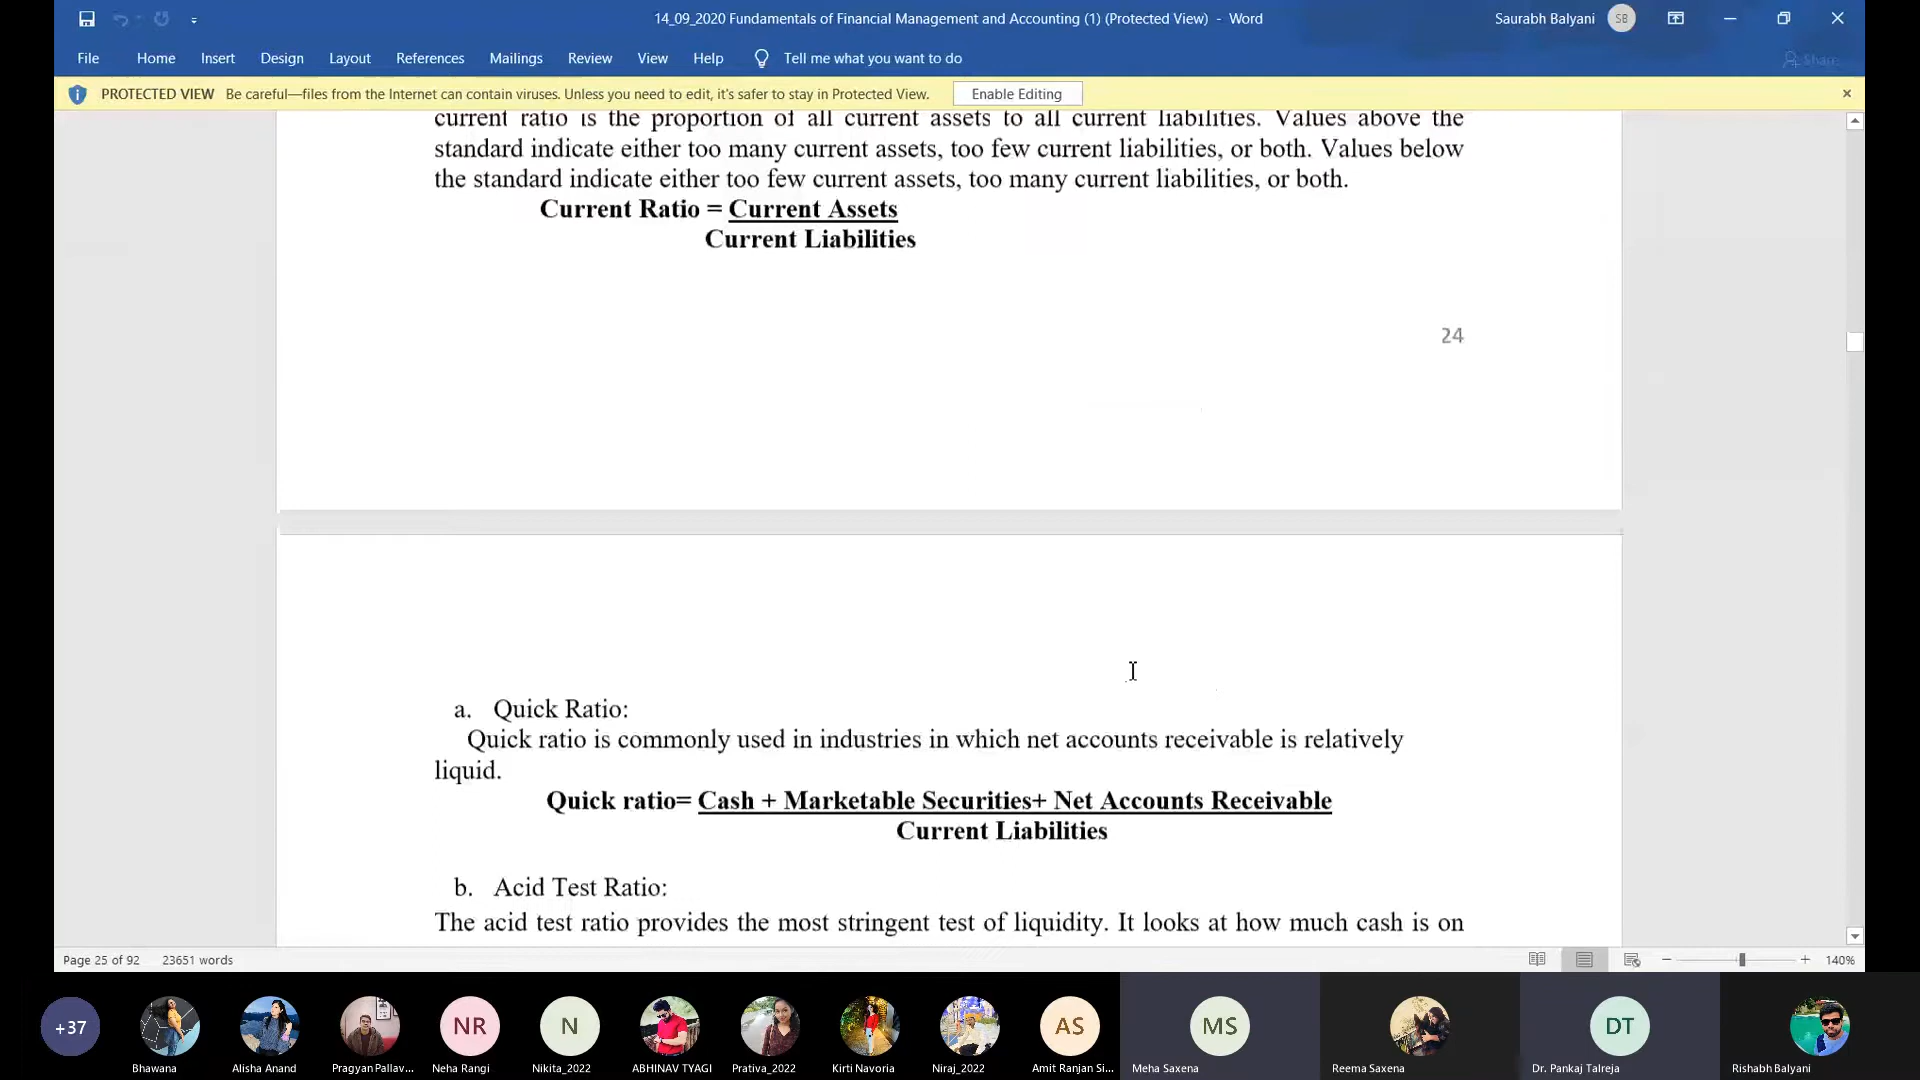 14_09_2020 Fundamentals of Financial Management and Accounting (1) (Protected View) - Word
Saurabh Balyani
SB
File Home Insert Design Layout References Mailings Review View Help Tell me what you want to do
Share
PROTECTED VIEW Be careful—files from the Internet can contain viruses. Unless you need to edit, it's safer to stay in Protected View. Enable Editing
current ratio is the proportion of all current assets to all current liabilities. Values above the
standard indicate either too many current assets, too few current liabilities, or both. Values below
the standard indicate either too few current assets, too many current liabilities, or both.
Current Ratio = Current Assets
Current Liabilities
24
a. Quick Ratio:
Quick ratio is commonly used in industries in which net accounts receivable is relatively
liquid.
Quick ratio= Cash + Marketable Securities+ Net Accounts Receivable
Current Liabilities
b. Acid Test Ratio:
The acid test ratio provides the most stringent test of liquidity. It looks at how much cash is on
Page 25 of 92 23651 words
140%
+37 NR N AS MS DT
Bhawana Alisha Anand Pragyan Pallav... Neha Rangi Nikita_2022 ABHINAV TYAGI Prativa_2022 Kirti Navoria Niraj_2022 Amit Ranjan Si... Meha Saxena Reema Saxena Dr. Pankaj Talreja Rishabh Balyani